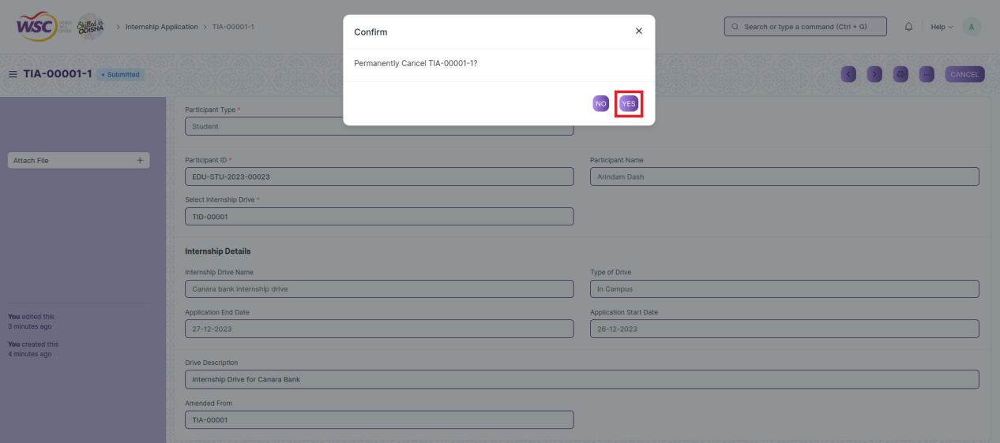 WSC WORLD SKILL CENTER Skilled in ODISHA > Internship Application > TIA-00001-1
Search or type a command (Ctrl + G)
Help
A
Confirm
Permanently Cancel TIA-00001-1?
NO YES
TIA-00001-1 • Submitted
CANCEL
Attach File
You edited this
3 minutes ago
You created this
4 minutes ago
Participant Type *
Student
Participant ID *
EDU-STU-2023-00023
Participant Name
Arindam Dash
Select Internship Drive *
TID-00001
Internship Details
Internship Drive Name
Canara bank internship drive
Type of Drive
In Campus
Application End Date
27-12-2023
Application Start Date
26-12-2023
Drive Description
Internship Drive for Canara Bank
Amended From
TIA-00001